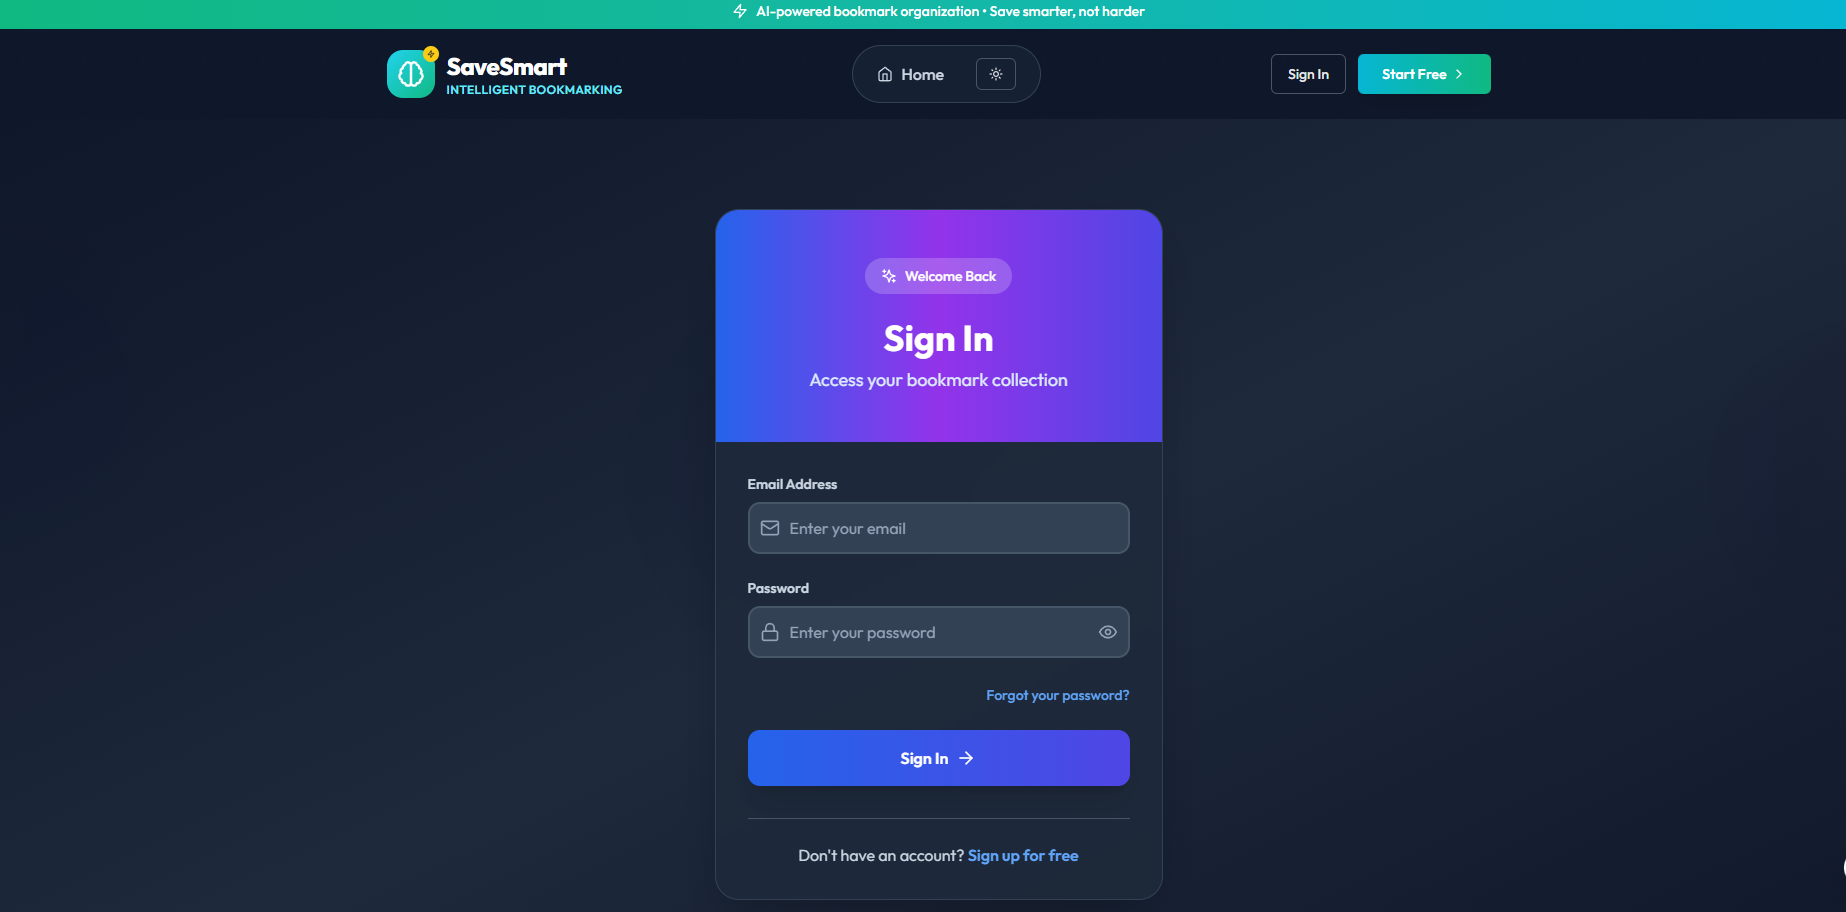 AI-powered bookmark organization • Save smarter, not harder
SaveSmart
INTELLIGENT BOOKMARKING
Home
Sign In
Start Free
Welcome Back
Sign In
Access your bookmark collection
Email Address
Enter your email
Password
Enter your password
Forgot your password?
Sign In
Don't have an account? Sign up for free